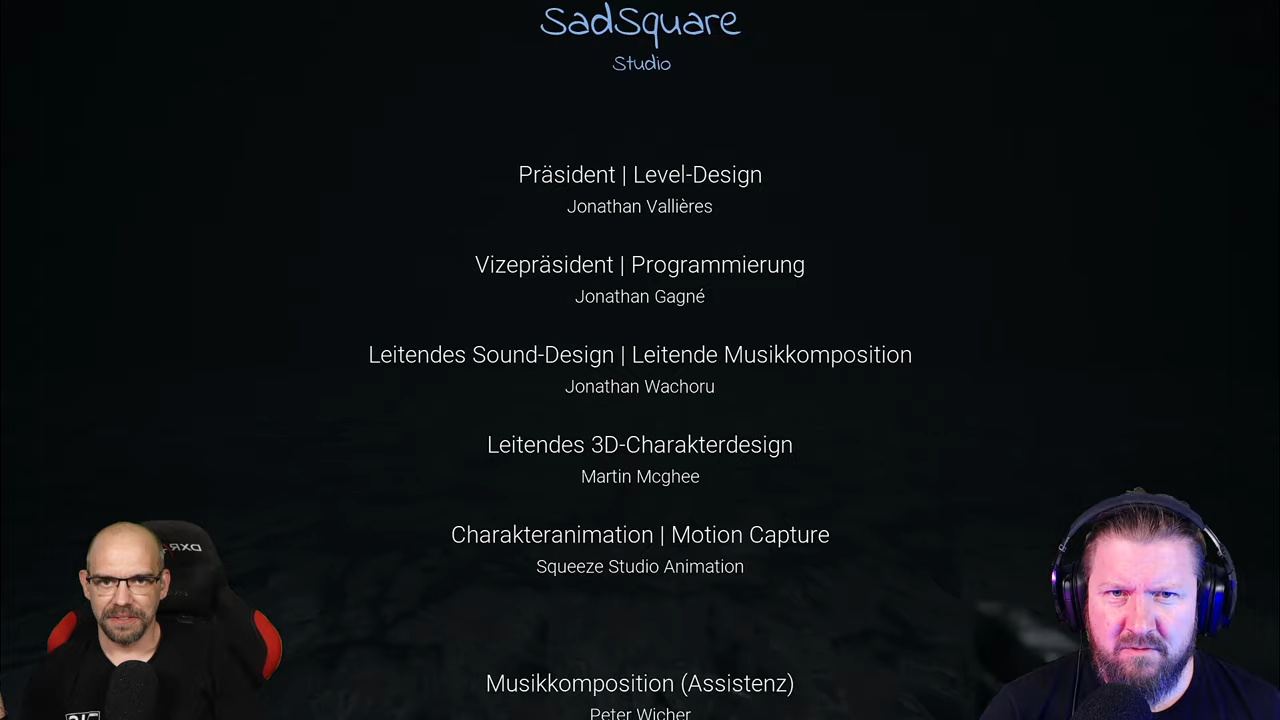 SadSquare
Studio
Präsident | Level-Design
Jonathan Vallières
Vizepräsident | Programmierung
Jonathan Gagné
Leitendes Sound-Design | Leitende Musikkomposition
Jonathan Wachoru
Leitendes 3D-Charakterdesign
Martin Mcghee
Charakteranimation | Motion Capture
Squeeze Studio Animation
Musikkomposition (Assistenz)
Peter Wicher